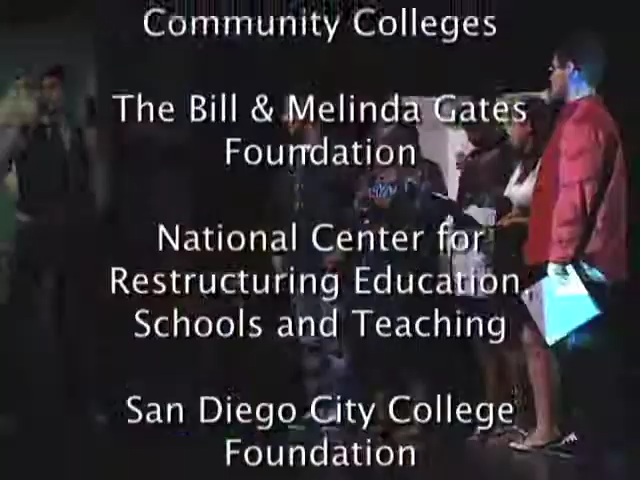 Community Colleges
The Bill & Melinda Gates
Foundation
National Center for
Restructuring Education,
Schools and Teaching
San Diego City College
Foundation